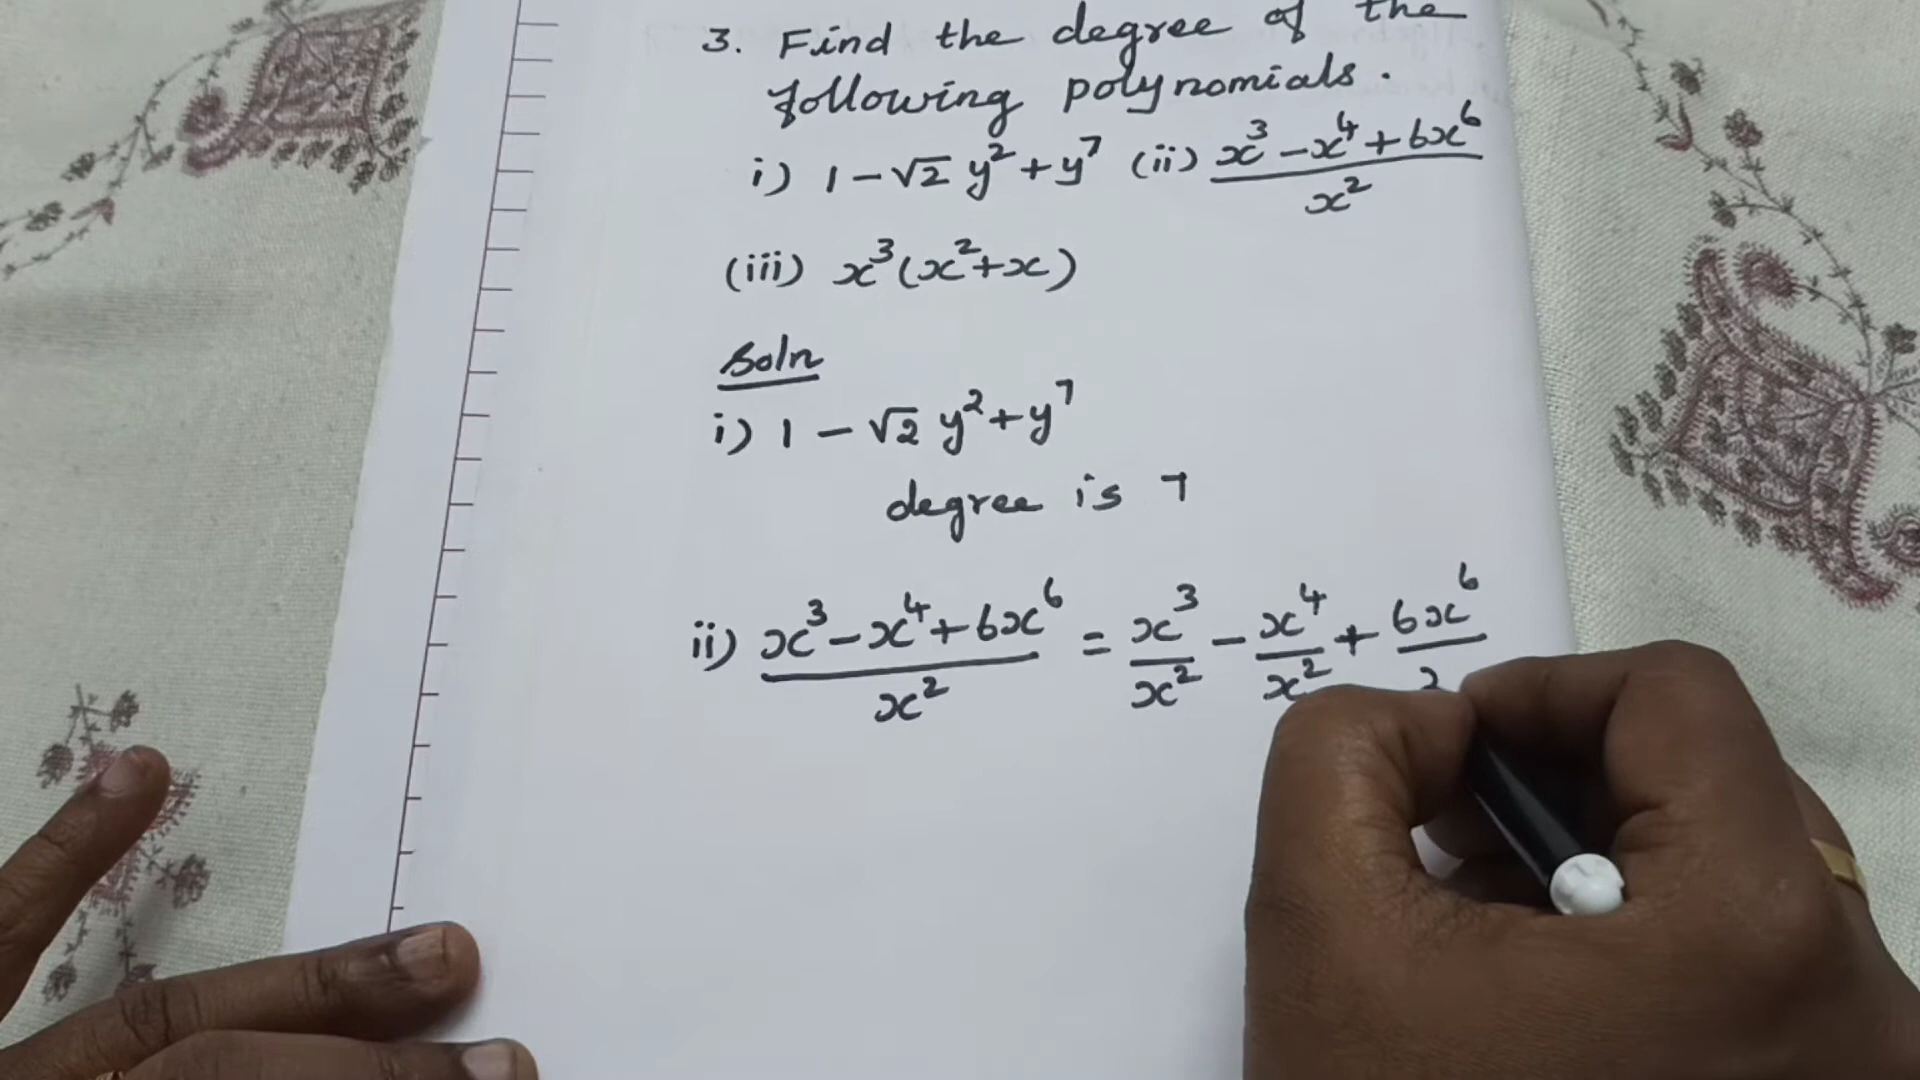 3. Find the degree of the
following polynomials.
i) 1 - √2 y² + y⁷ (ii) x³ - x⁴ + 6x⁶ / x²
(iii) x³(x² + x)
Soln
i) 1 - √2 y² + y⁷
degree is 7
ii) x³ - x⁴ + 6x⁶ / x² = x³ / x² - x⁴ / x² + 6x⁶ /